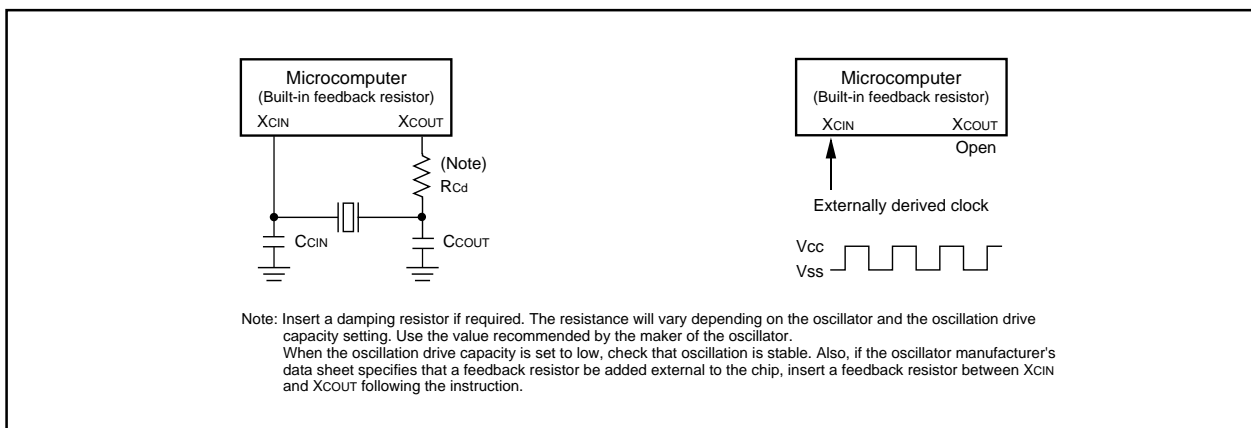 Microcomputer
(Built-in feedback resistor)
XCIN XCOUT
(Note)
RCd
CCIN CCOUT
Microcomputer
(Built-in feedback resistor)
XCIN XCOUT
Open
Externally derived clock
Vcc
Vss
Note: Insert a damping resistor if required. The resistance will vary depending on the oscillator and the oscillation drive
capacity setting. Use the value recommended by the maker of the oscillator.
When the oscillation drive capacity is set to low, check that oscillation is stable. Also, if the oscillator manufacturer's
data sheet specifies that a feedback resistor be added external to the chip, insert a feedback resistor between XCIN
and XCOUT following the instruction.